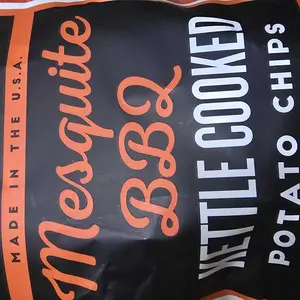 MADE IN THE U.S.A.
Mesquite
BBQ
KETTLE COOKED
POTATO CHIPS